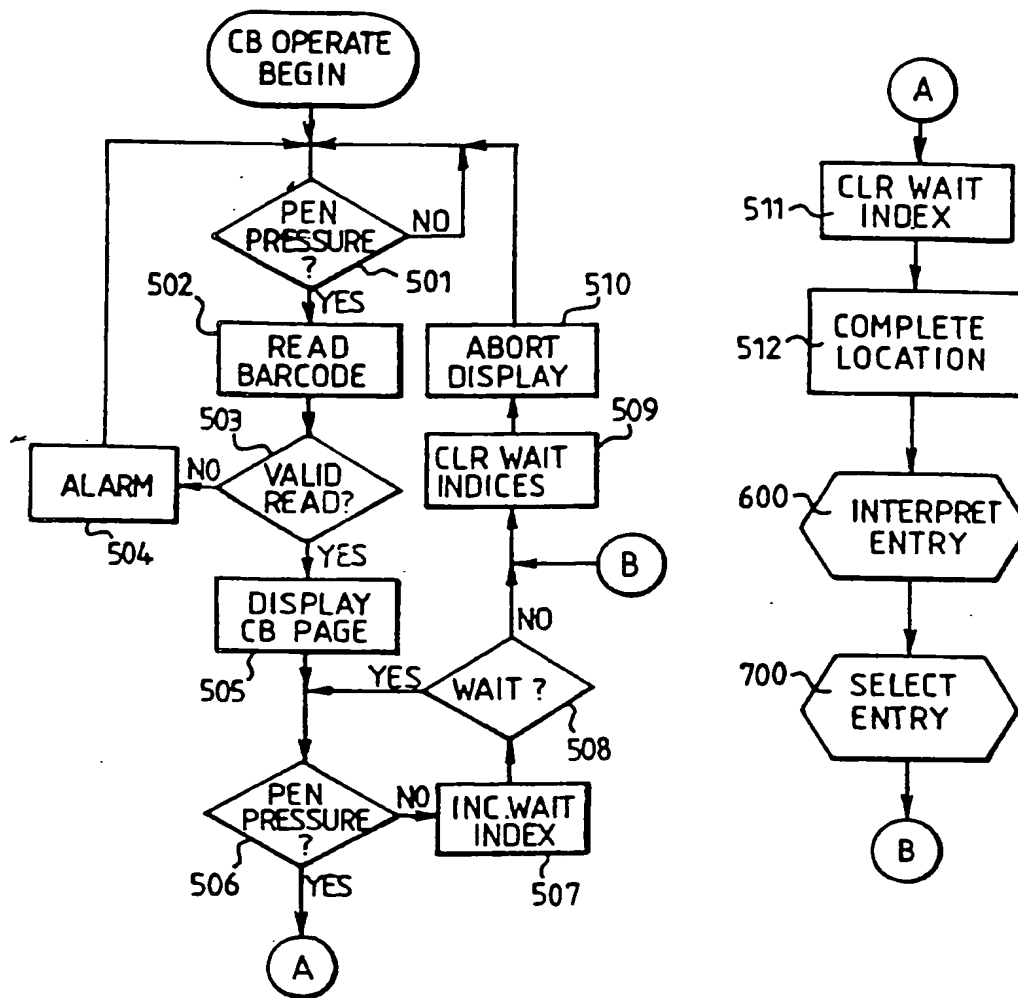 CB OPERATE
BEGIN
PEN
PRESSURE
?
NO
501
YES
502
READ
BARCODE
503
VALID
READ?
NO
ALARM
504
YES
DISPLAY
CB PAGE
505
PEN
PRESSURE
?
506
NO
YES
A
INC.WAIT
INDEX
507
WAIT ?
508
YES
NO
B
CLR WAIT
INDICES
509
ABORT
DISPLAY
510
A
CLR WAIT
INDEX
511
COMPLETE
LOCATION
512
INTERPRET
ENTRY
600
SELECT
ENTRY
700
B